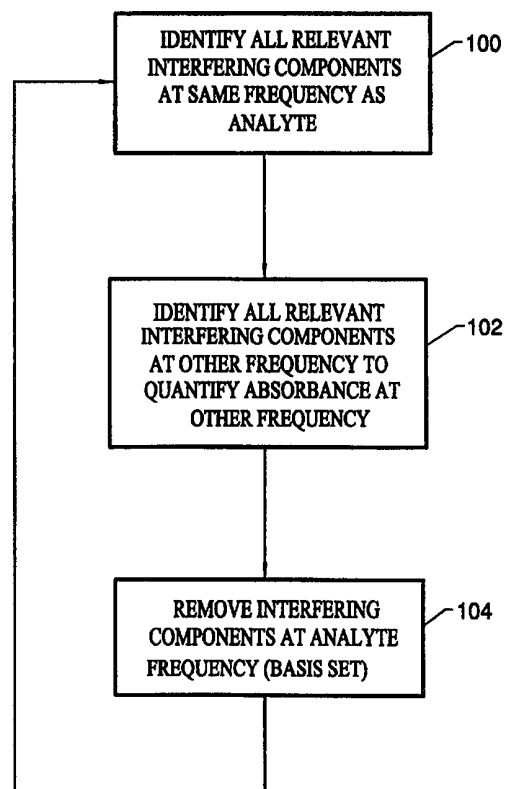 IDENTIFY ALL RELEVANT
INTERFERING COMPONENTS
AT SAME FREQUENCY AS
ANALYTE
100
IDENTIFY ALL RELEVANT
INTERFERING COMPONENTS
AT OTHER FREQUENCY TO
QUANTIFY ABSORBANCE AT
OTHER FREQUENCY
102
REMOVE INTERFERING
COMPONENTS AT ANALYTE
FREQUENCY (BASIS SET)
104